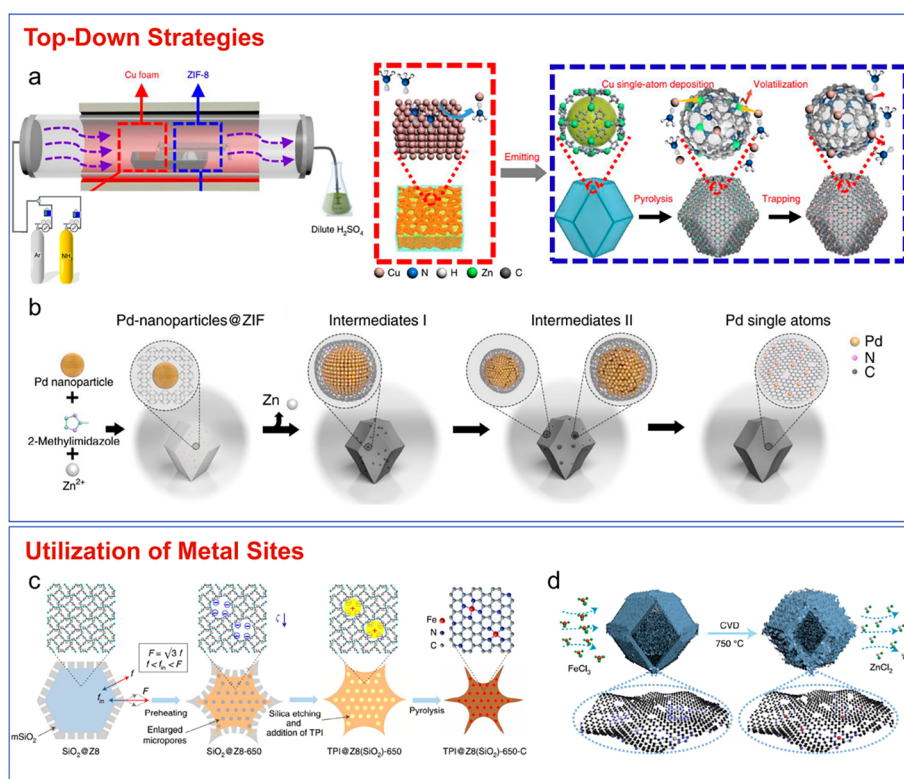 Top-Down Strategies
a
Cu foam
ZIF-8
Ar
NH₃
Dilute H₂SO₄
Emitting
Cu single-atom deposition
Volatilization
Pyrolysis
Trapping
Cu N H Zn C
b
Pd-nanoparticles@ZIF
Intermediates I
Intermediates II
Pd single atoms
Pd nanoparticle
+
2-Methylimidazole
+
Zn²⁺
Zn
Pd
N
C
Utilization of Metal Sites
c
F = √3 f
f < fᵢₙ < F
f
fᵢₙ
F
mSiO₂
SiO₂@Z8
Preheating
Enlarged
micropores
SiO₂@Z8-650
Silica etching
and
addition of TPI
TPI@Z8(SiO₂)-650
Pyrolysis
Fe
N
C
TPI@Z8(SiO₂)-650-C
d
FeCl₃
CVD
750 °C
ZnCl₂